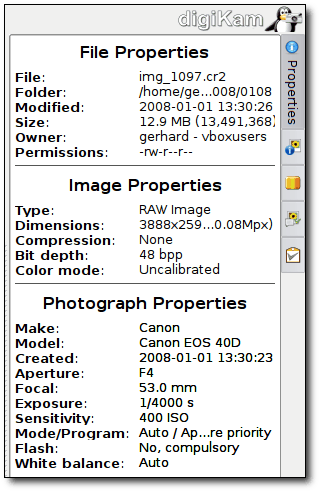 digiKam
File Properties
File: img_1097.cr2
Folder: /home/ge...008/0108
Modified: 2008-01-01 13:30:26
Size: 12.9 MB (13,491,368)
Owner: gerhard - vboxusers
Permissions: -rw-r--r--
Image Properties
Type: RAW Image
Dimensions: 3888x259...0.08Mpx)
Compression: None
Bit depth: 48 bpp
Color mode: Uncalibrated
Photograph Properties
Make: Canon
Model: Canon EOS 40D
Created: 2008-01-01 13:30:23
Aperture: F4
Focal: 53.0 mm
Exposure: 1/4000 s
Sensitivity: 400 ISO
Mode/Program: Auto / Ap...re priority
Flash: No, compulsory
White balance: Auto
Properties